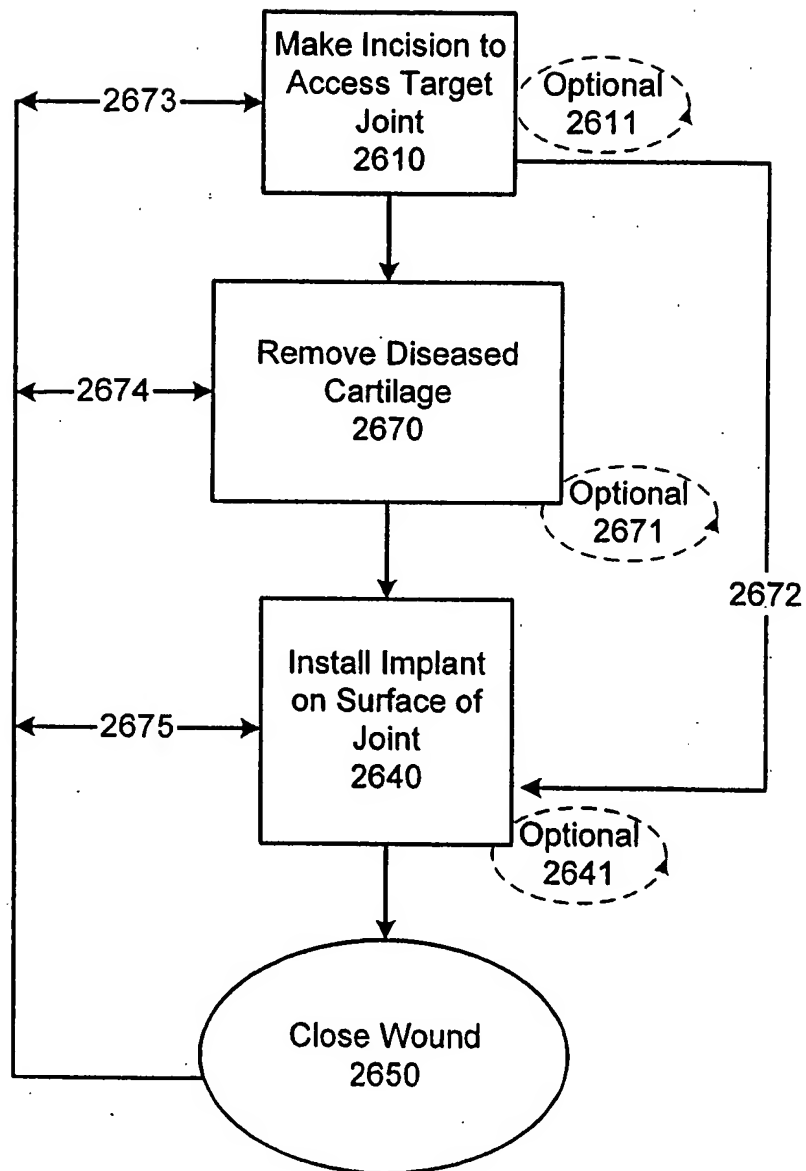 Make Incision to
Access Target
Joint
2610
Optional
2611
2673
Remove Diseased
Cartilage
2670
2674
Optional
2671
2672
Install Implant
on Surface of
Joint
2640
2675
Optional
2641
Close Wound
2650